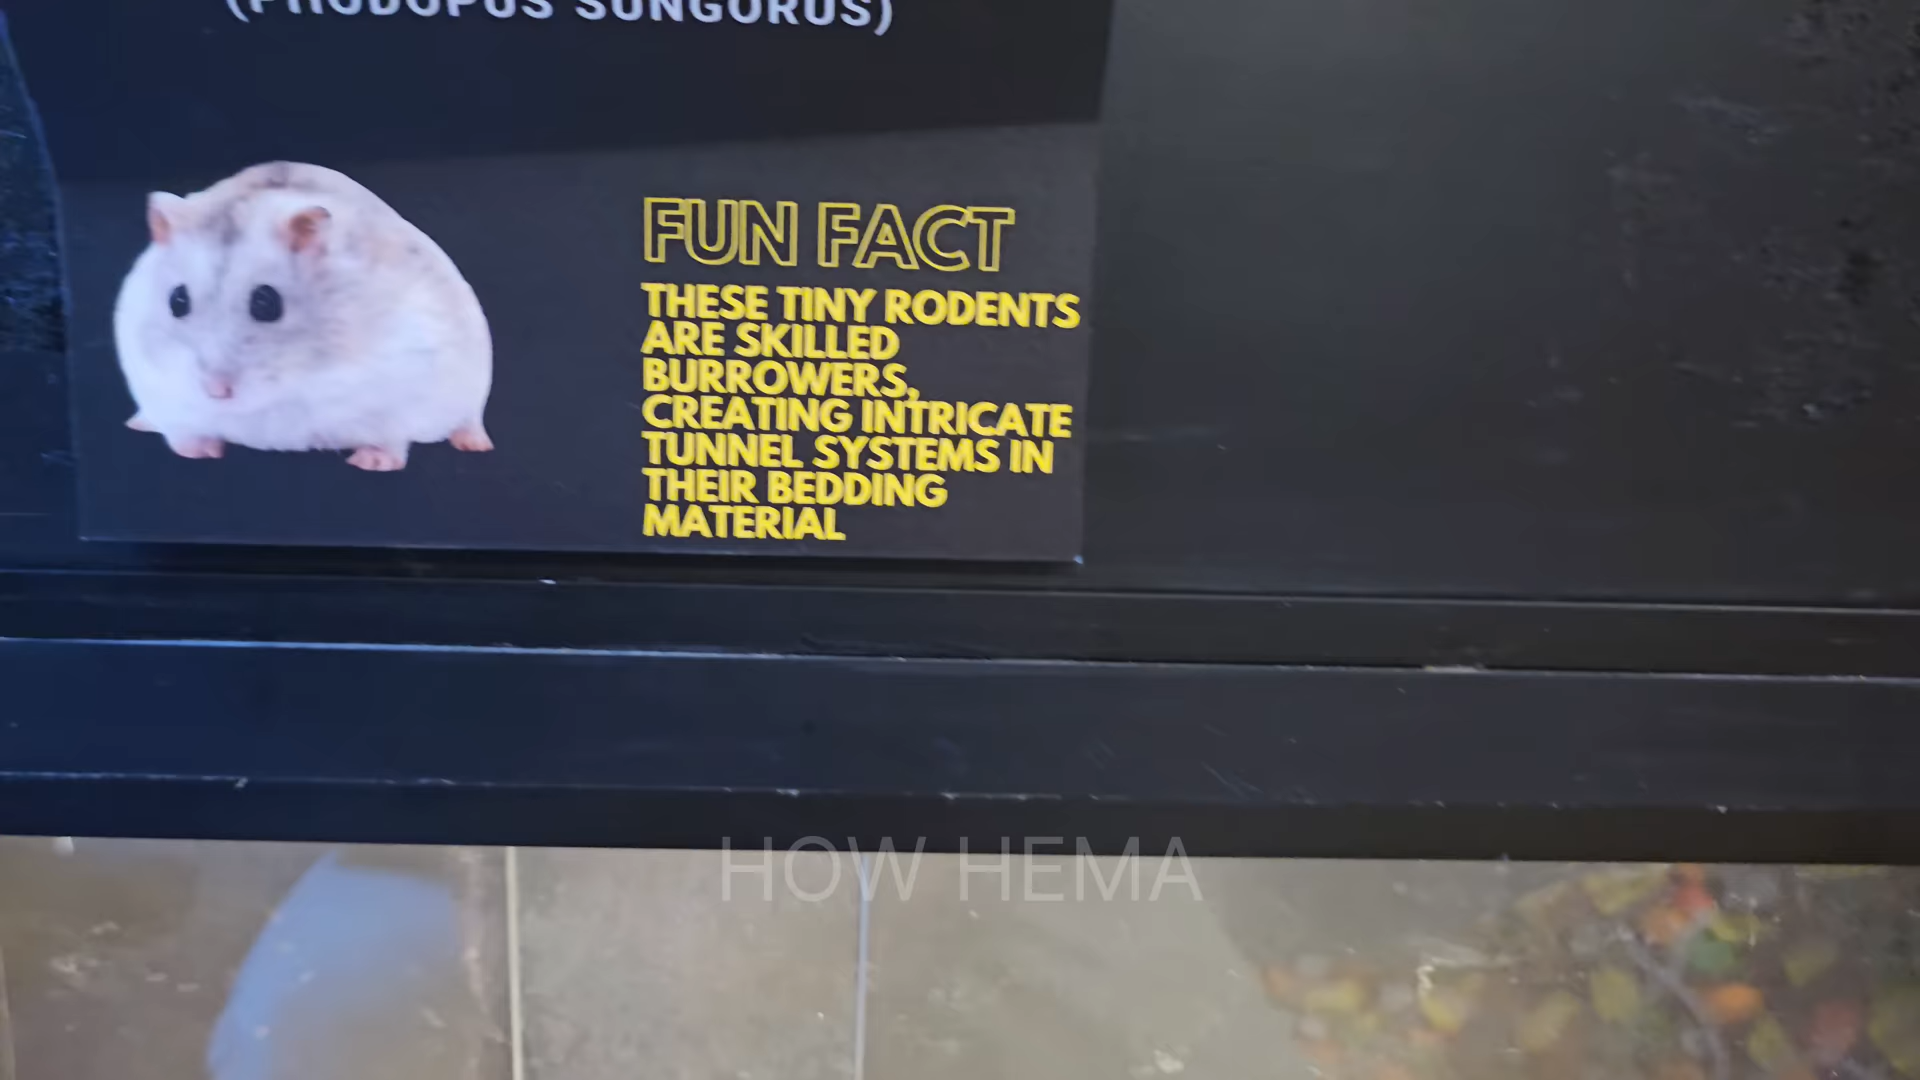 (PHODOPUS SUNGORUS)
FUN FACT
THESE TINY RODENTS
ARE SKILLED
BURROWERS,
CREATING INTRICATE
TUNNEL SYSTEMS IN
THEIR BEDDING
MATERIAL
HOW HEMA